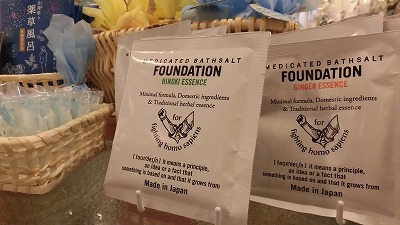 薬草風呂
MEDICATED BATHSALT
FOUNDATION
HINOKI ESSENCE
Minimal formula, Domestic ingredients
& Traditional herbal essence
for
fighting homo sapiens
[ faʊndéɪʃn ] it means a principle,
an idea or a fact that
something is based on and that it grows from
Made in Japan
MEDICATED BATHSALT
FOUNDATION
GINGER ESSENCE
Minimal formula, Domestic ingredients
& Traditional herbal essence
for
fighting homo sapiens
it means a principle,
an idea or a fact that
is based on and that it grows from
Made in Japan